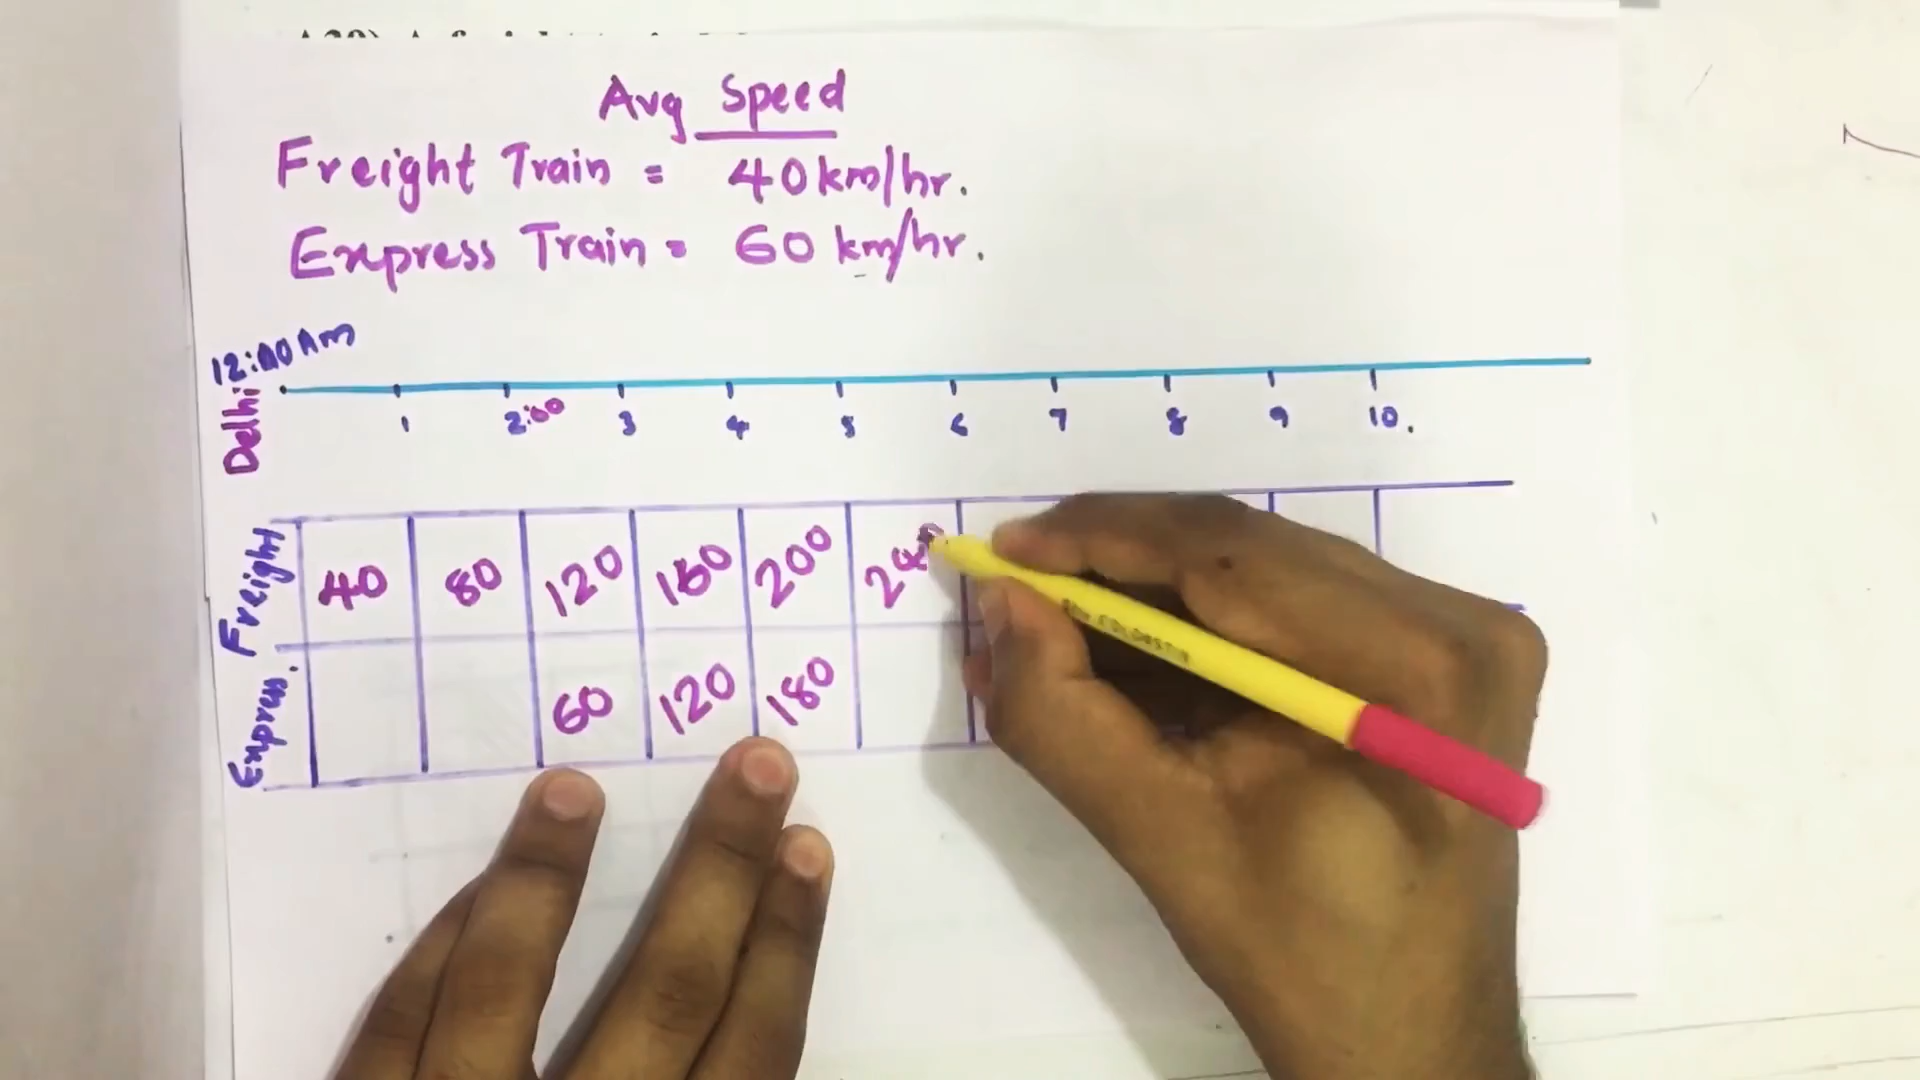 Avg Speed
Freight Train = 40 km/hr.
Express Train = 60 km/hr.
12:00 Am
Delhi
1 2:00 3 4 5 6 7 8 9 10.
Freight 40 80 120 160 200 240
Express. 60 120 180